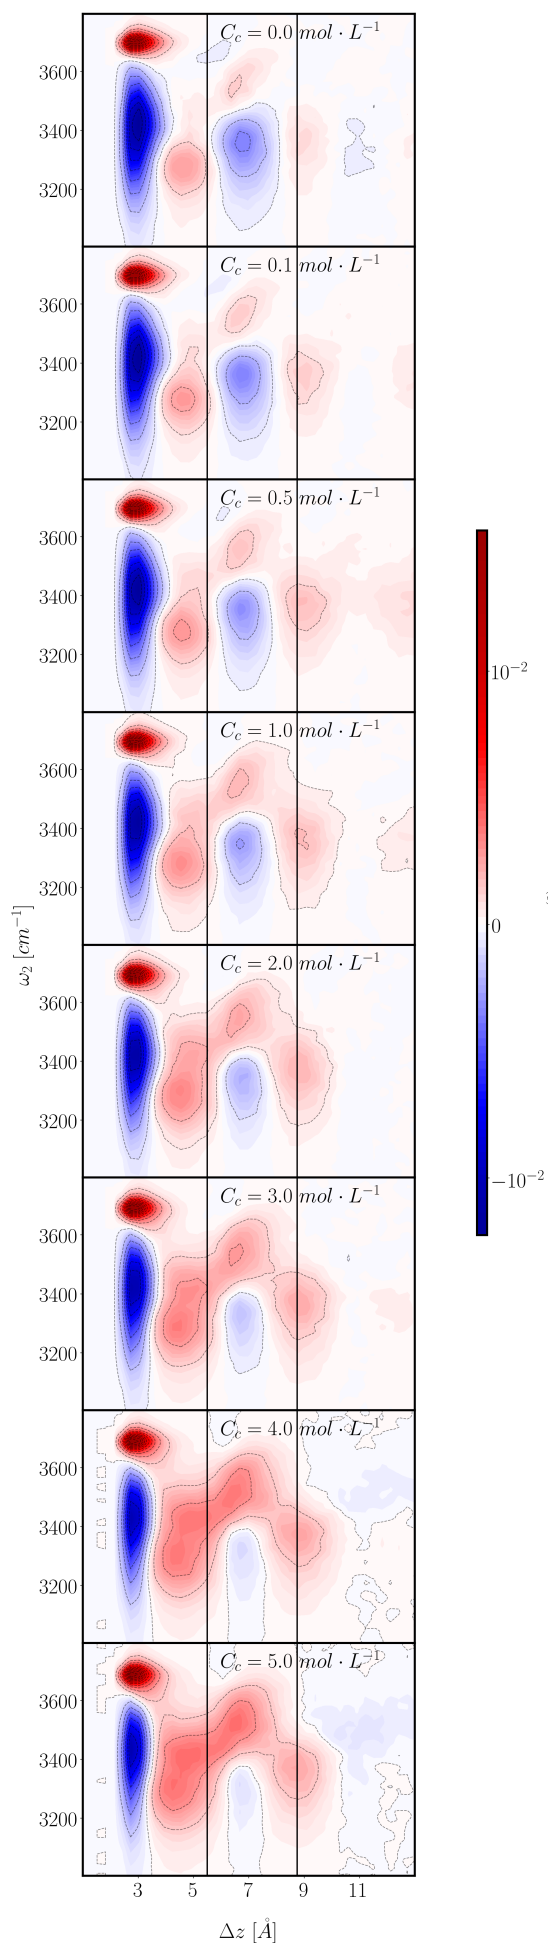 C_c = 0.0 mol · L⁻¹
3600
3400
3200
C_c = 0.1 mol · L⁻¹
3600
3400
3200
C_c = 0.5 mol · L⁻¹
3600
3400
3200
C_c = 1.0 mol · L⁻¹
3600
3400
3200
C_c = 2.0 mol · L⁻¹
3600
3400
3200
C_c = 3.0 mol · L⁻¹
3600
3400
3200
C_c = 4.0 mol · L⁻¹
3600
3400
3200
C_c = 5.0 mol · L⁻¹
3600
3400
3200
3 5 7 9 11
Δz [Å]
ω₂ [cm⁻¹]
10⁻²
0
−10⁻²